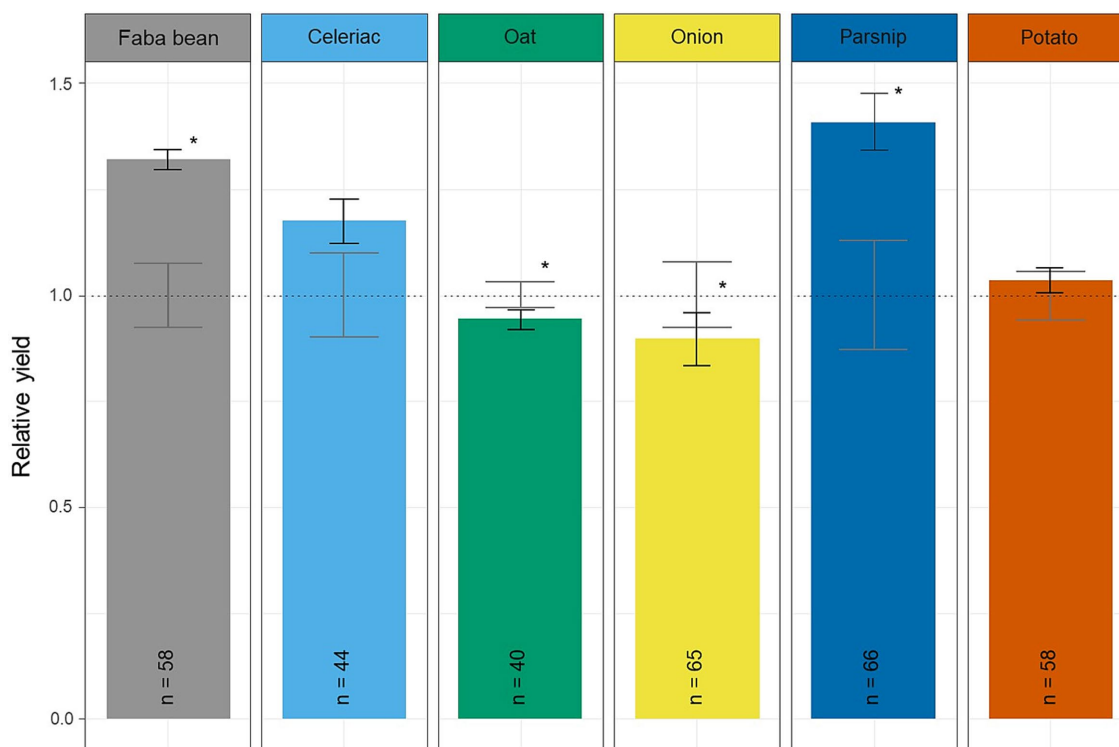 Faba bean
Celeriac
Oat
Onion
Parsnip
Potato
Relative yield
1.5
1.0
0.5
0.0
*
*
*
*
n = 58
n = 44
n = 40
n = 65
n = 66
n = 58